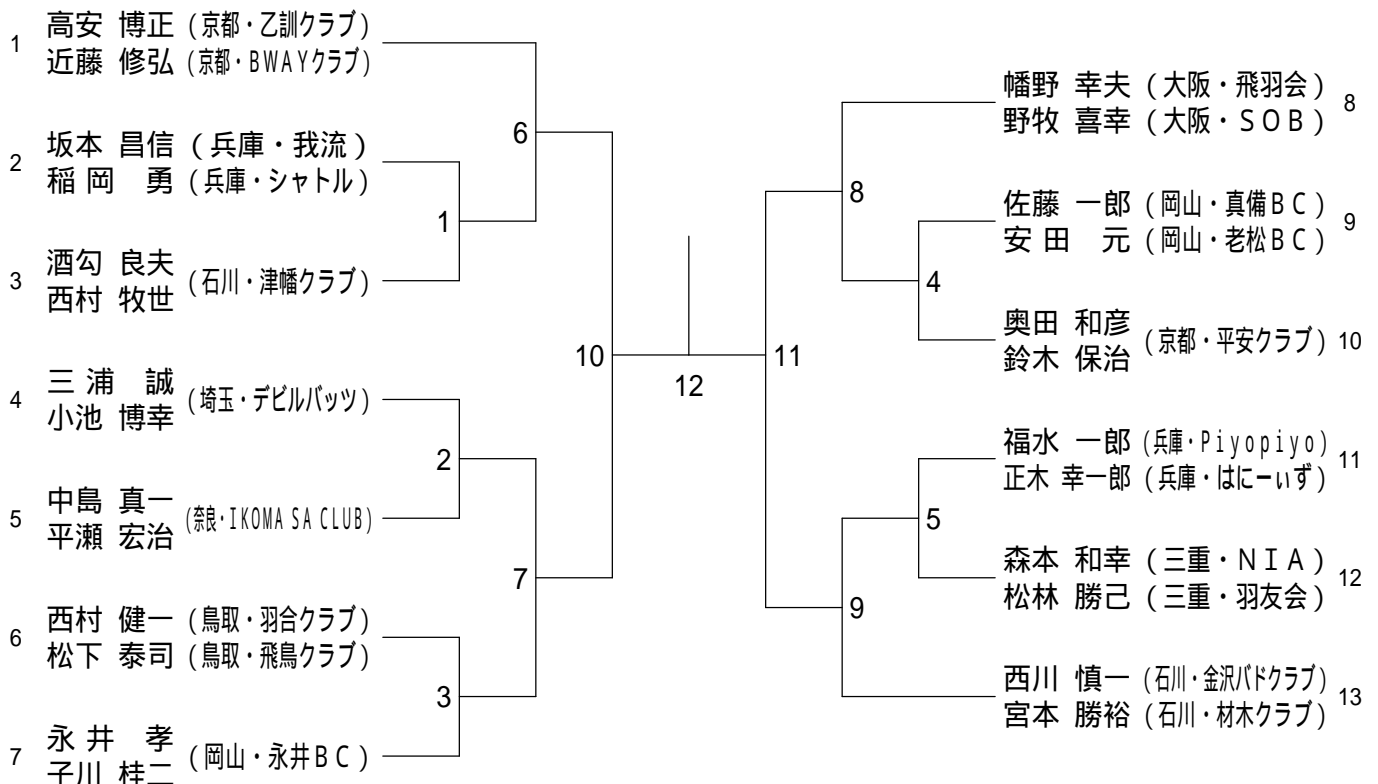 1 高安 博正 (京都・乙訓クラブ)
近藤 修弘 (京都・BWAYクラブ)
2 坂本 昌信 (兵庫・我流)
稲岡 勇 (兵庫・シャトル)
3 酒勾 良夫 (石川・津幡クラブ)
西村 牧世
4 三浦 誠 (埼玉・デビルバッツ)
小池 博幸
5 中島 真一 (奈良・IKOMA SA CLUB)
平瀬 宏治
6 西村 健一 (鳥取・羽合クラブ)
松下 泰司 (鳥取・飛鳥クラブ)
7 永井 孝 (岡山・永井BC)
子川 桂二
1
2
3
6
7
10
12
11
8
9
4
5
幡野 幸夫 (大阪・飛羽会) 8
野牧 喜幸 (大阪・SOB)
佐藤 一郎 (岡山・真備BC) 9
安田 元 (岡山・老松BC)
奥田 和彦 (京都・平安クラブ) 10
鈴木 保治
福水 一郎 (兵庫・Piyopiyo) 11
正木 幸一郎 (兵庫・はにーぃず)
森本 和幸 (三重・NIA) 12
松林 勝己 (三重・羽友会)
西川 慎一 (石川・金沢バドクラブ) 13
宮本 勝裕 (石川・材木クラブ)